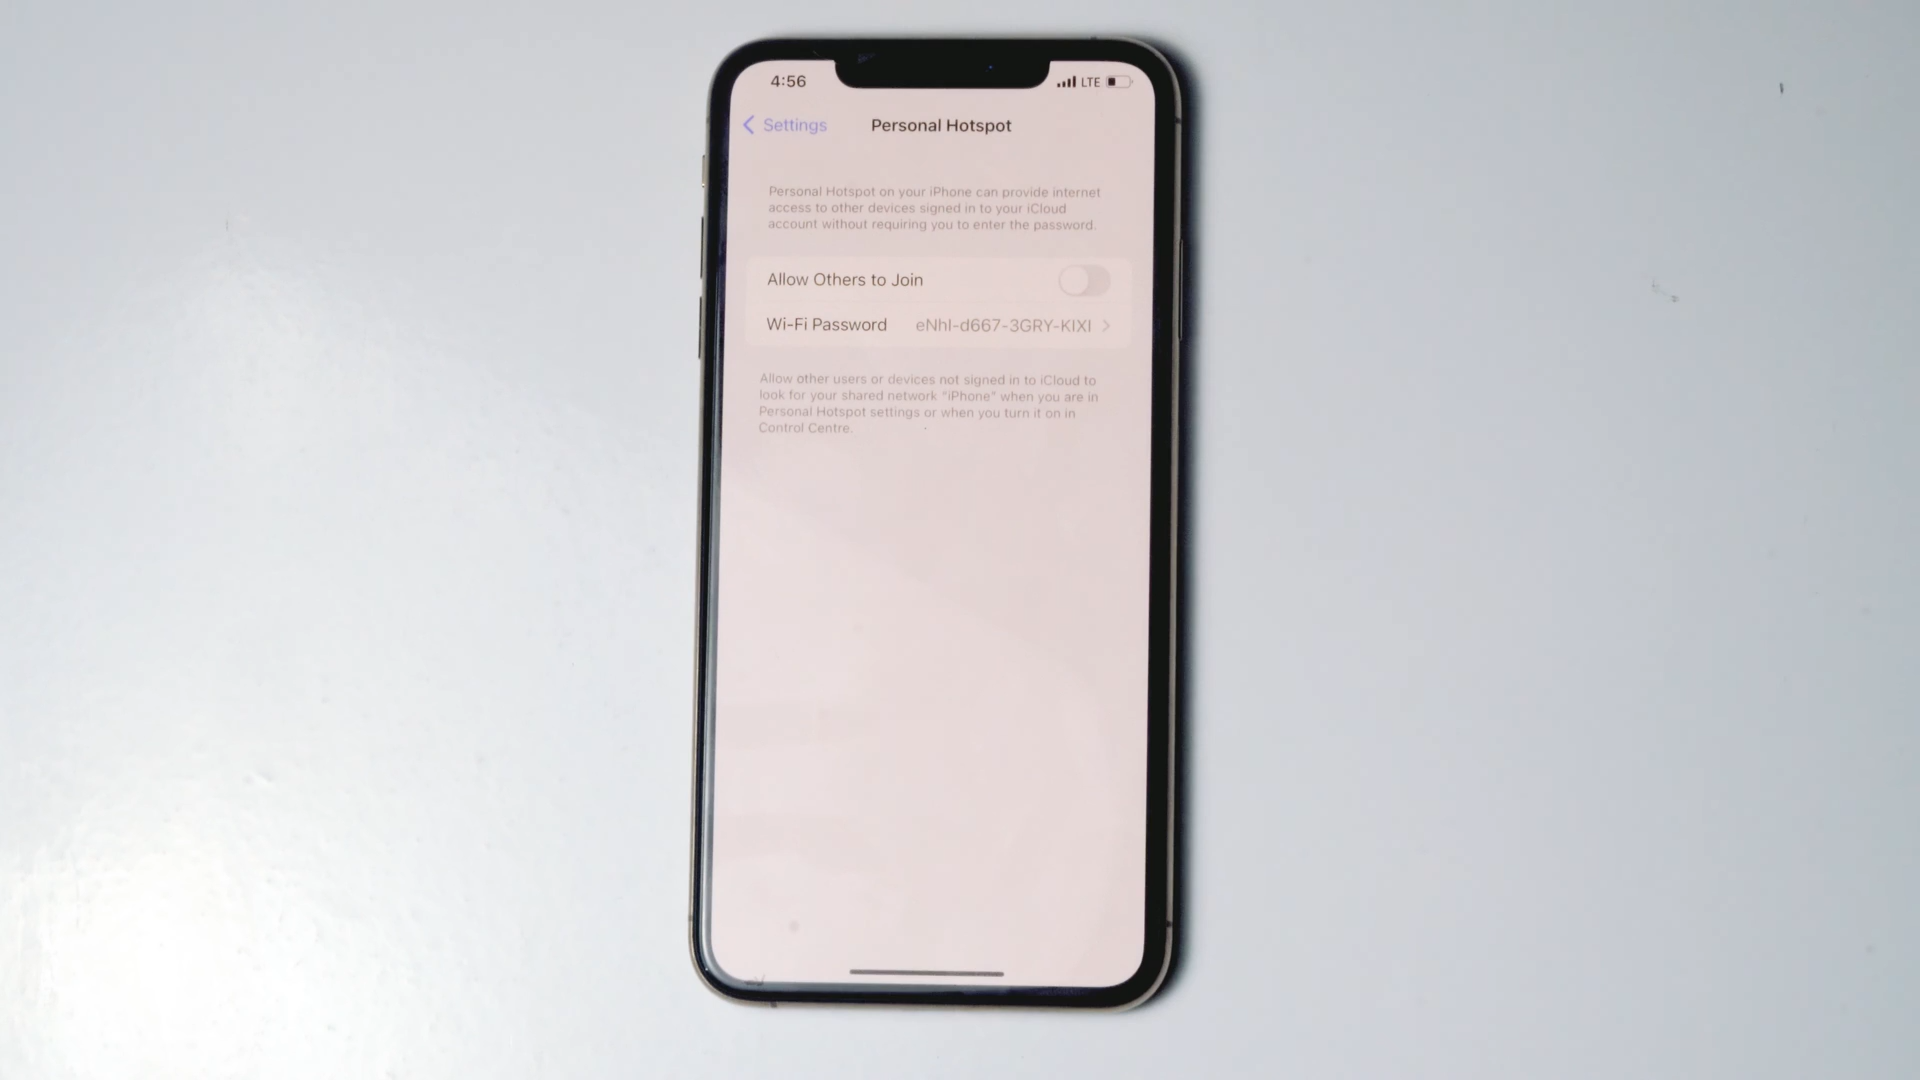 4:56
LTE
Settings
Personal Hotspot
Personal Hotspot on your iPhone can provide internet
access to other devices signed in to your iCloud
account without requiring you to enter the password.
Allow Others to Join
Wi-Fi Password eNhI-d667-3GRY-KIXI
Allow other users or devices not signed in to iCloud to
look for your shared network “iPhone” when you are in
Personal Hotspot settings or when you turn it on in
Control Centre.